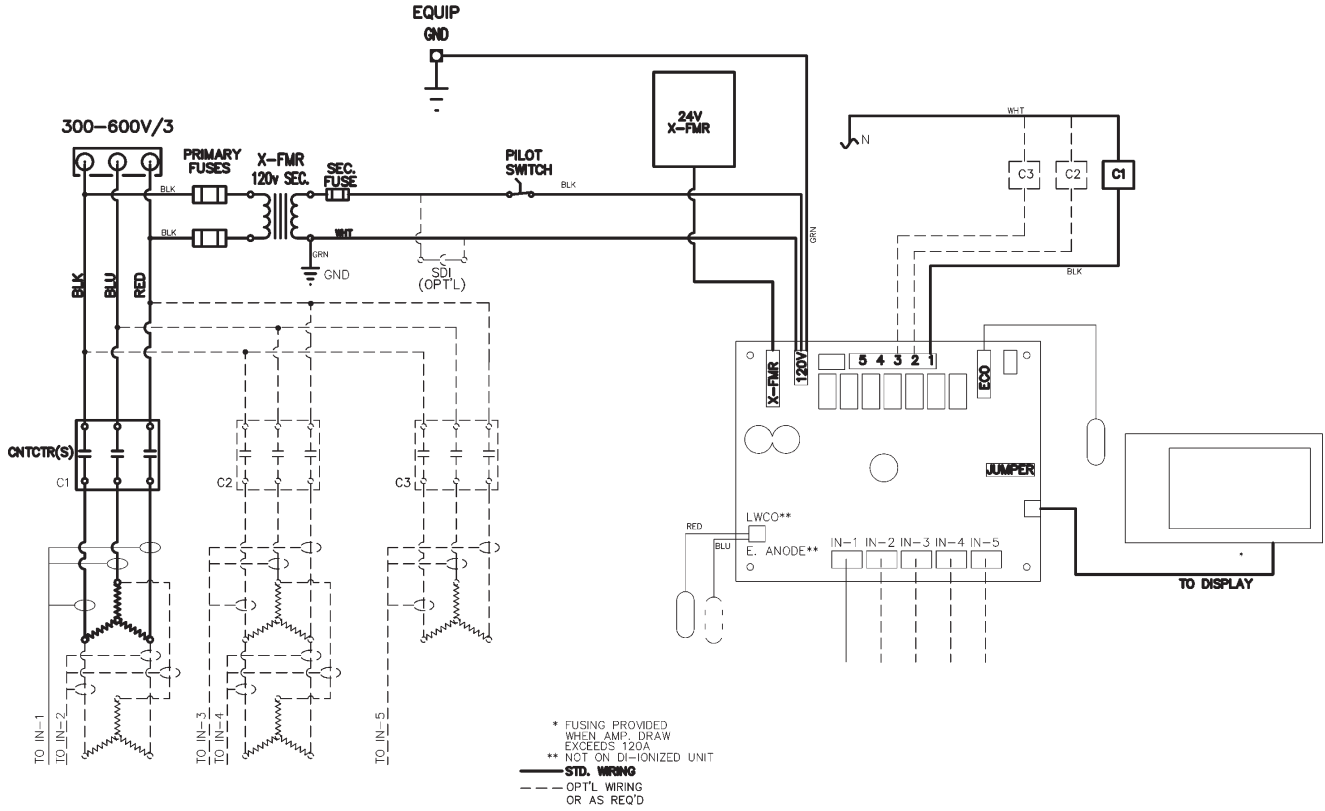 EQUIP
GND
300-600V/3
PRIMARY
FUSES
X-FMR
120v SEC.
SEC.
FUSE
PILOT
SWITCH
24V
X-FMR
WHT
N
C3
C2
C1
BLK
BLK
BLK
BLK
WHT
GRN
GND
GRN
SDI
(OPT'L)
BLK
BLU
RED
X-FMR
120V
5 4 3 2 1
ECO
CNTCTR(S)
C1
C2
C3
JUMPER
LWCO**
RED
BLU
E. ANODE**
IN-1 IN-2 IN-3 IN-4 IN-5
TO DISPLAY
TO IN-1
TO IN-2
TO IN-3
TO IN-4
TO IN-5
* FUSING PROVIDED
WHEN AMP. DRAW
EXCEEDS 120A
** NOT ON DI-IONIZED UNIT
STD. WIRING
OPT'L WIRING
OR AS REQ'D